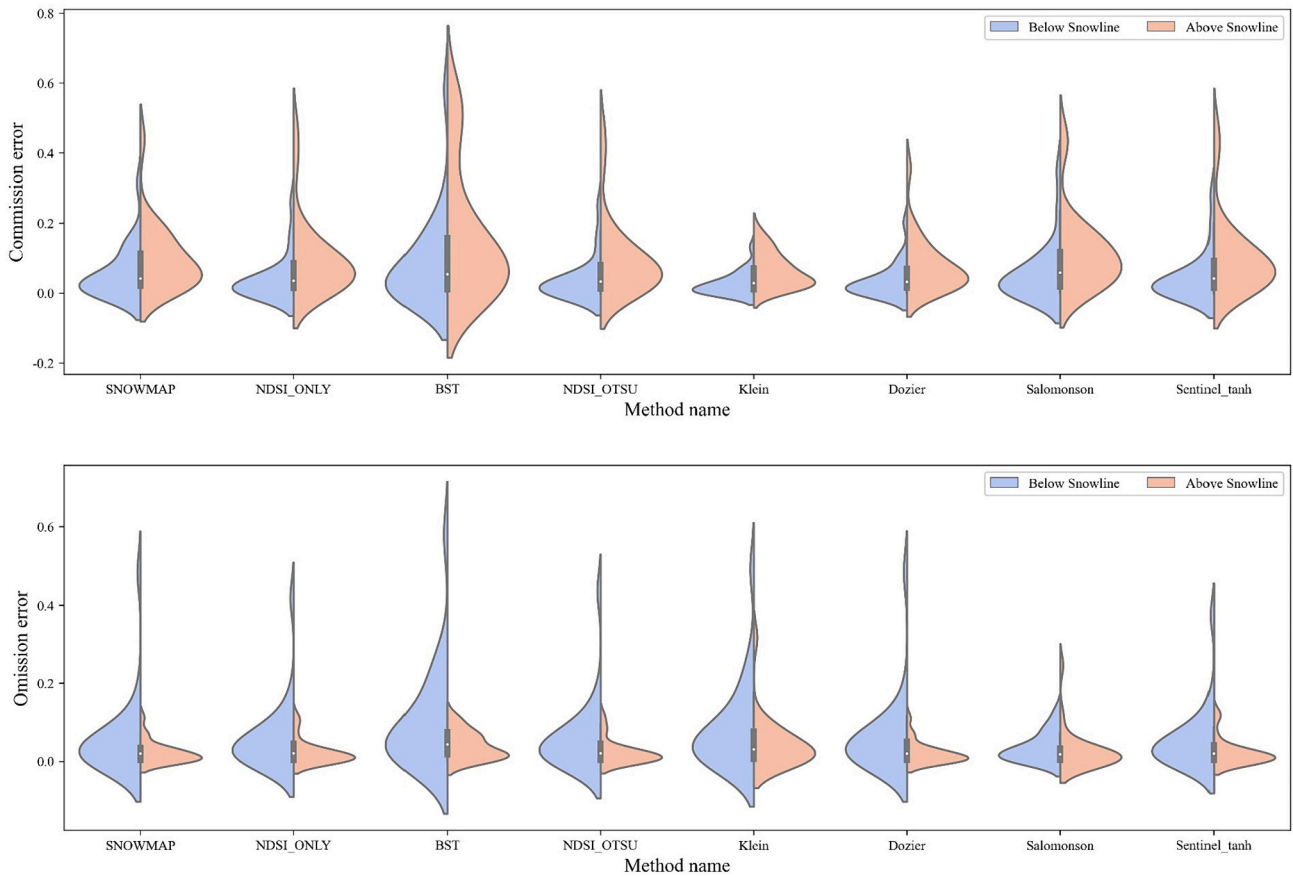 Below Snowline Above Snowline
0.8
0.6
0.4
0.2
0.0
-0.2
Commission error
SNOWMAP NDSI_ONLY BST NDSI_OTSU Klein Dozier Salomonson Sentinel_tanh
Method name
Below Snowline Above Snowline
0.6
0.4
0.2
0.0
Omission error
SNOWMAP NDSI_ONLY BST NDSI_OTSU Klein Dozier Salomonson Sentinel_tanh
Method name